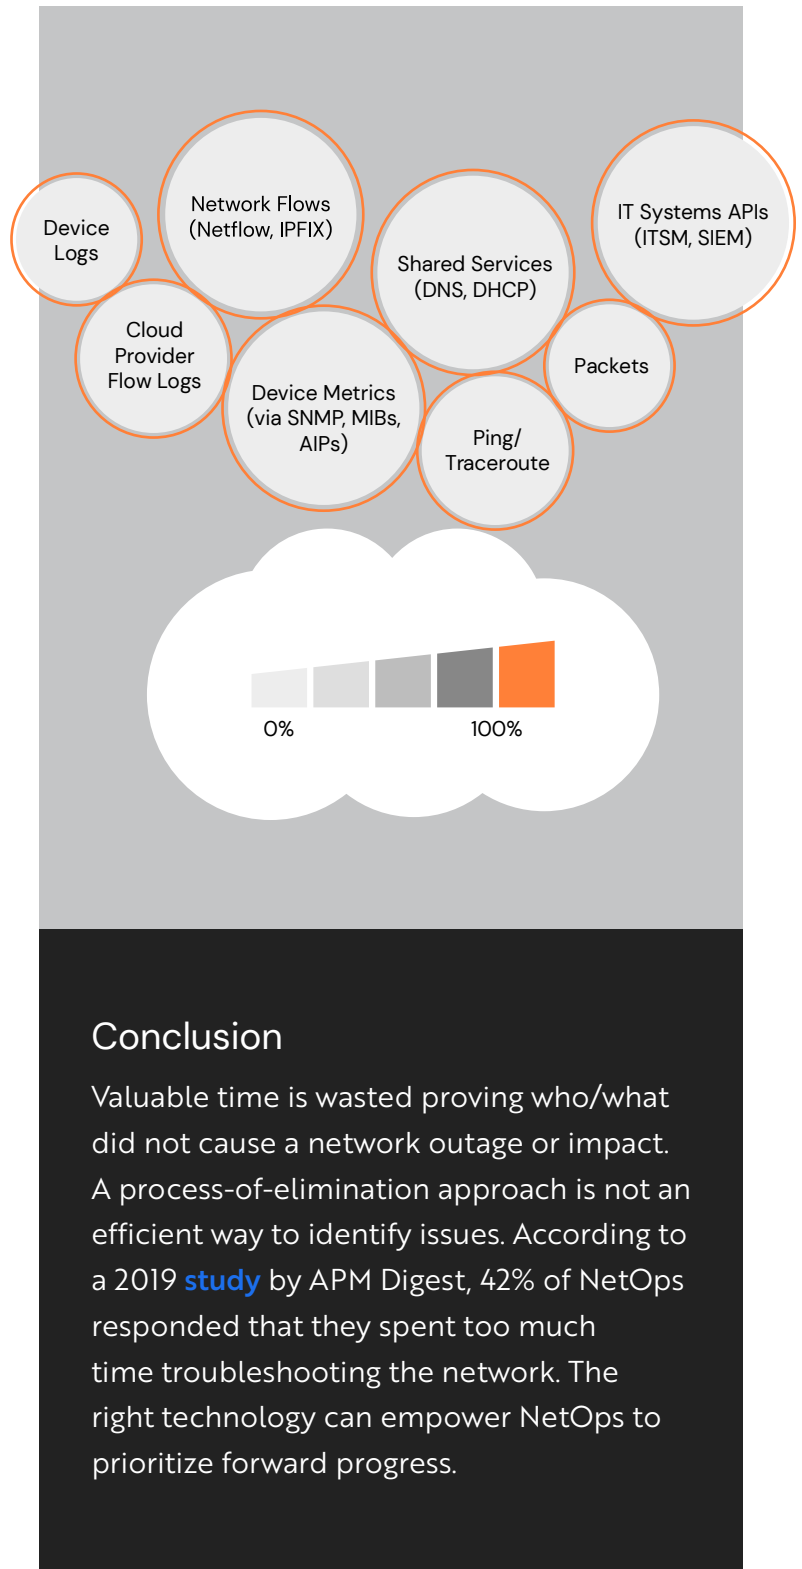 Device
Logs
Network Flows
(Netflow, IPFIX)
Shared Services
(DNS, DHCP)
IT Systems APIs
(ITSM, SIEM)
Cloud
Provider
Flow Logs
Device Metrics
(via SNMP, MIBs,
AIPs)
Ping/
Traceroute
Packets
0%
100%
Conclusion
Valuable time is wasted proving who/what
did not cause a network outage or impact.
A process-of-elimination approach is not an
efficient way to identify issues. According to
a 2019 study by APM Digest, 42% of NetOps
responded that they spent too much
time troubleshooting the network. The
right technology can empower NetOps to
prioritize forward progress.